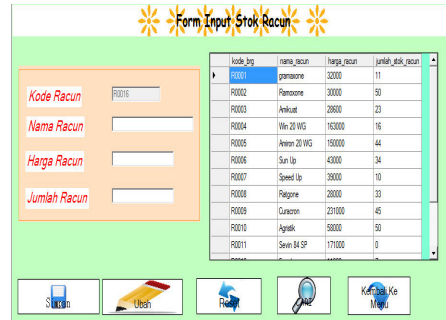 Form Input Stok Racun
Kode Racun R0016
Nama Racun
Harga Racun
Jumlah Racun
kode_brg nama_racun harga_racun jumlah_stok_racun
R0001 gramaxone 32000 11
R0002 Ramoxone 30000 50
R0003 Amikuat 28600 23
R0004 Win 20 WG 163000 16
R0005 Amiron 20 WG 150000 44
R0006 Sun Up 43000 34
R0007 Speed Up 39000 10
R0008 Ratgone 28000 33
R0009 Curacron 231000 45
R0010 Agristik 58000 50
R0011 Sevin 84 SP 171000 0
Simpan
Ubah
Reset
Kembali Ke
Menu